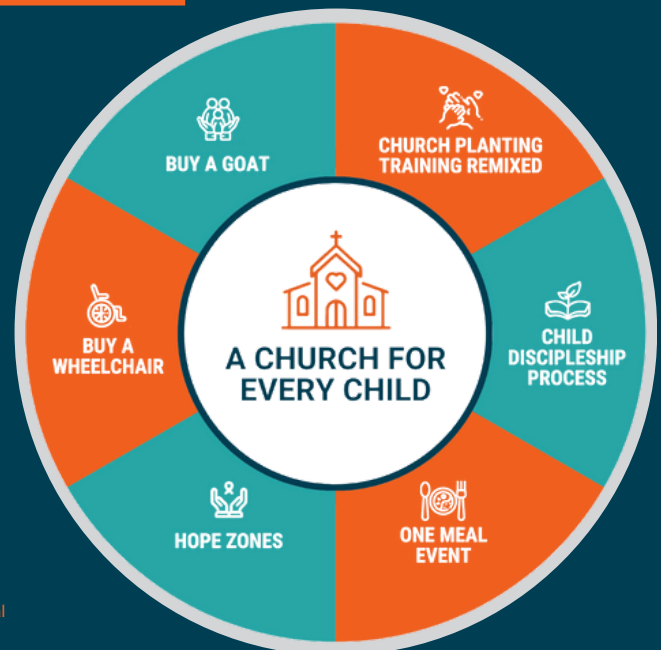 BUY A GOAT
CHURCH PLANTING
TRAINING REMIXED
BUY A
WHEELCHAIR
A CHURCH FOR
EVERY CHILD
CHILD
DISCIPLESHIP
PROCESS
HOPE ZONES
ONE MEAL
EVENT